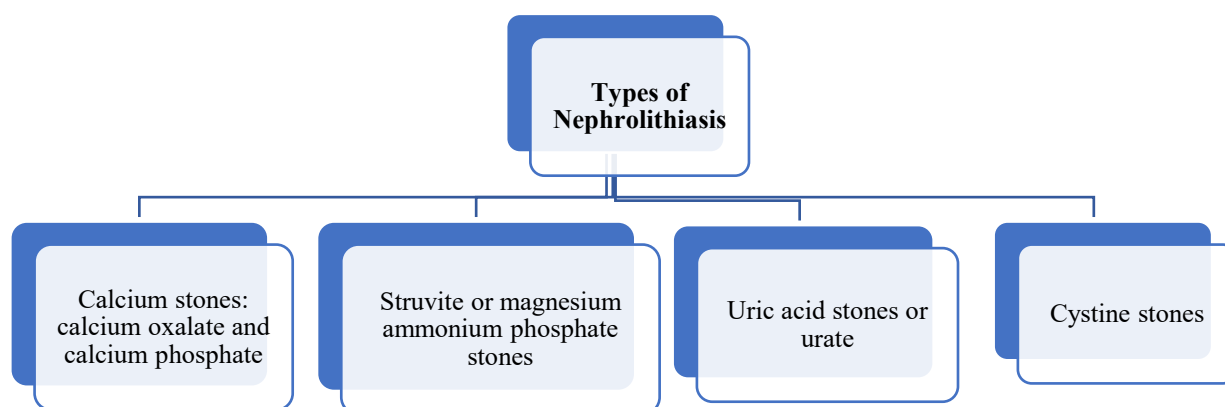 Types of
Nephrolithiasis
Calcium stones:
calcium oxalate and
calcium phosphate
Struvite or magnesium
ammonium phosphate
stones
Uric acid stones or
urate
Cystine stones